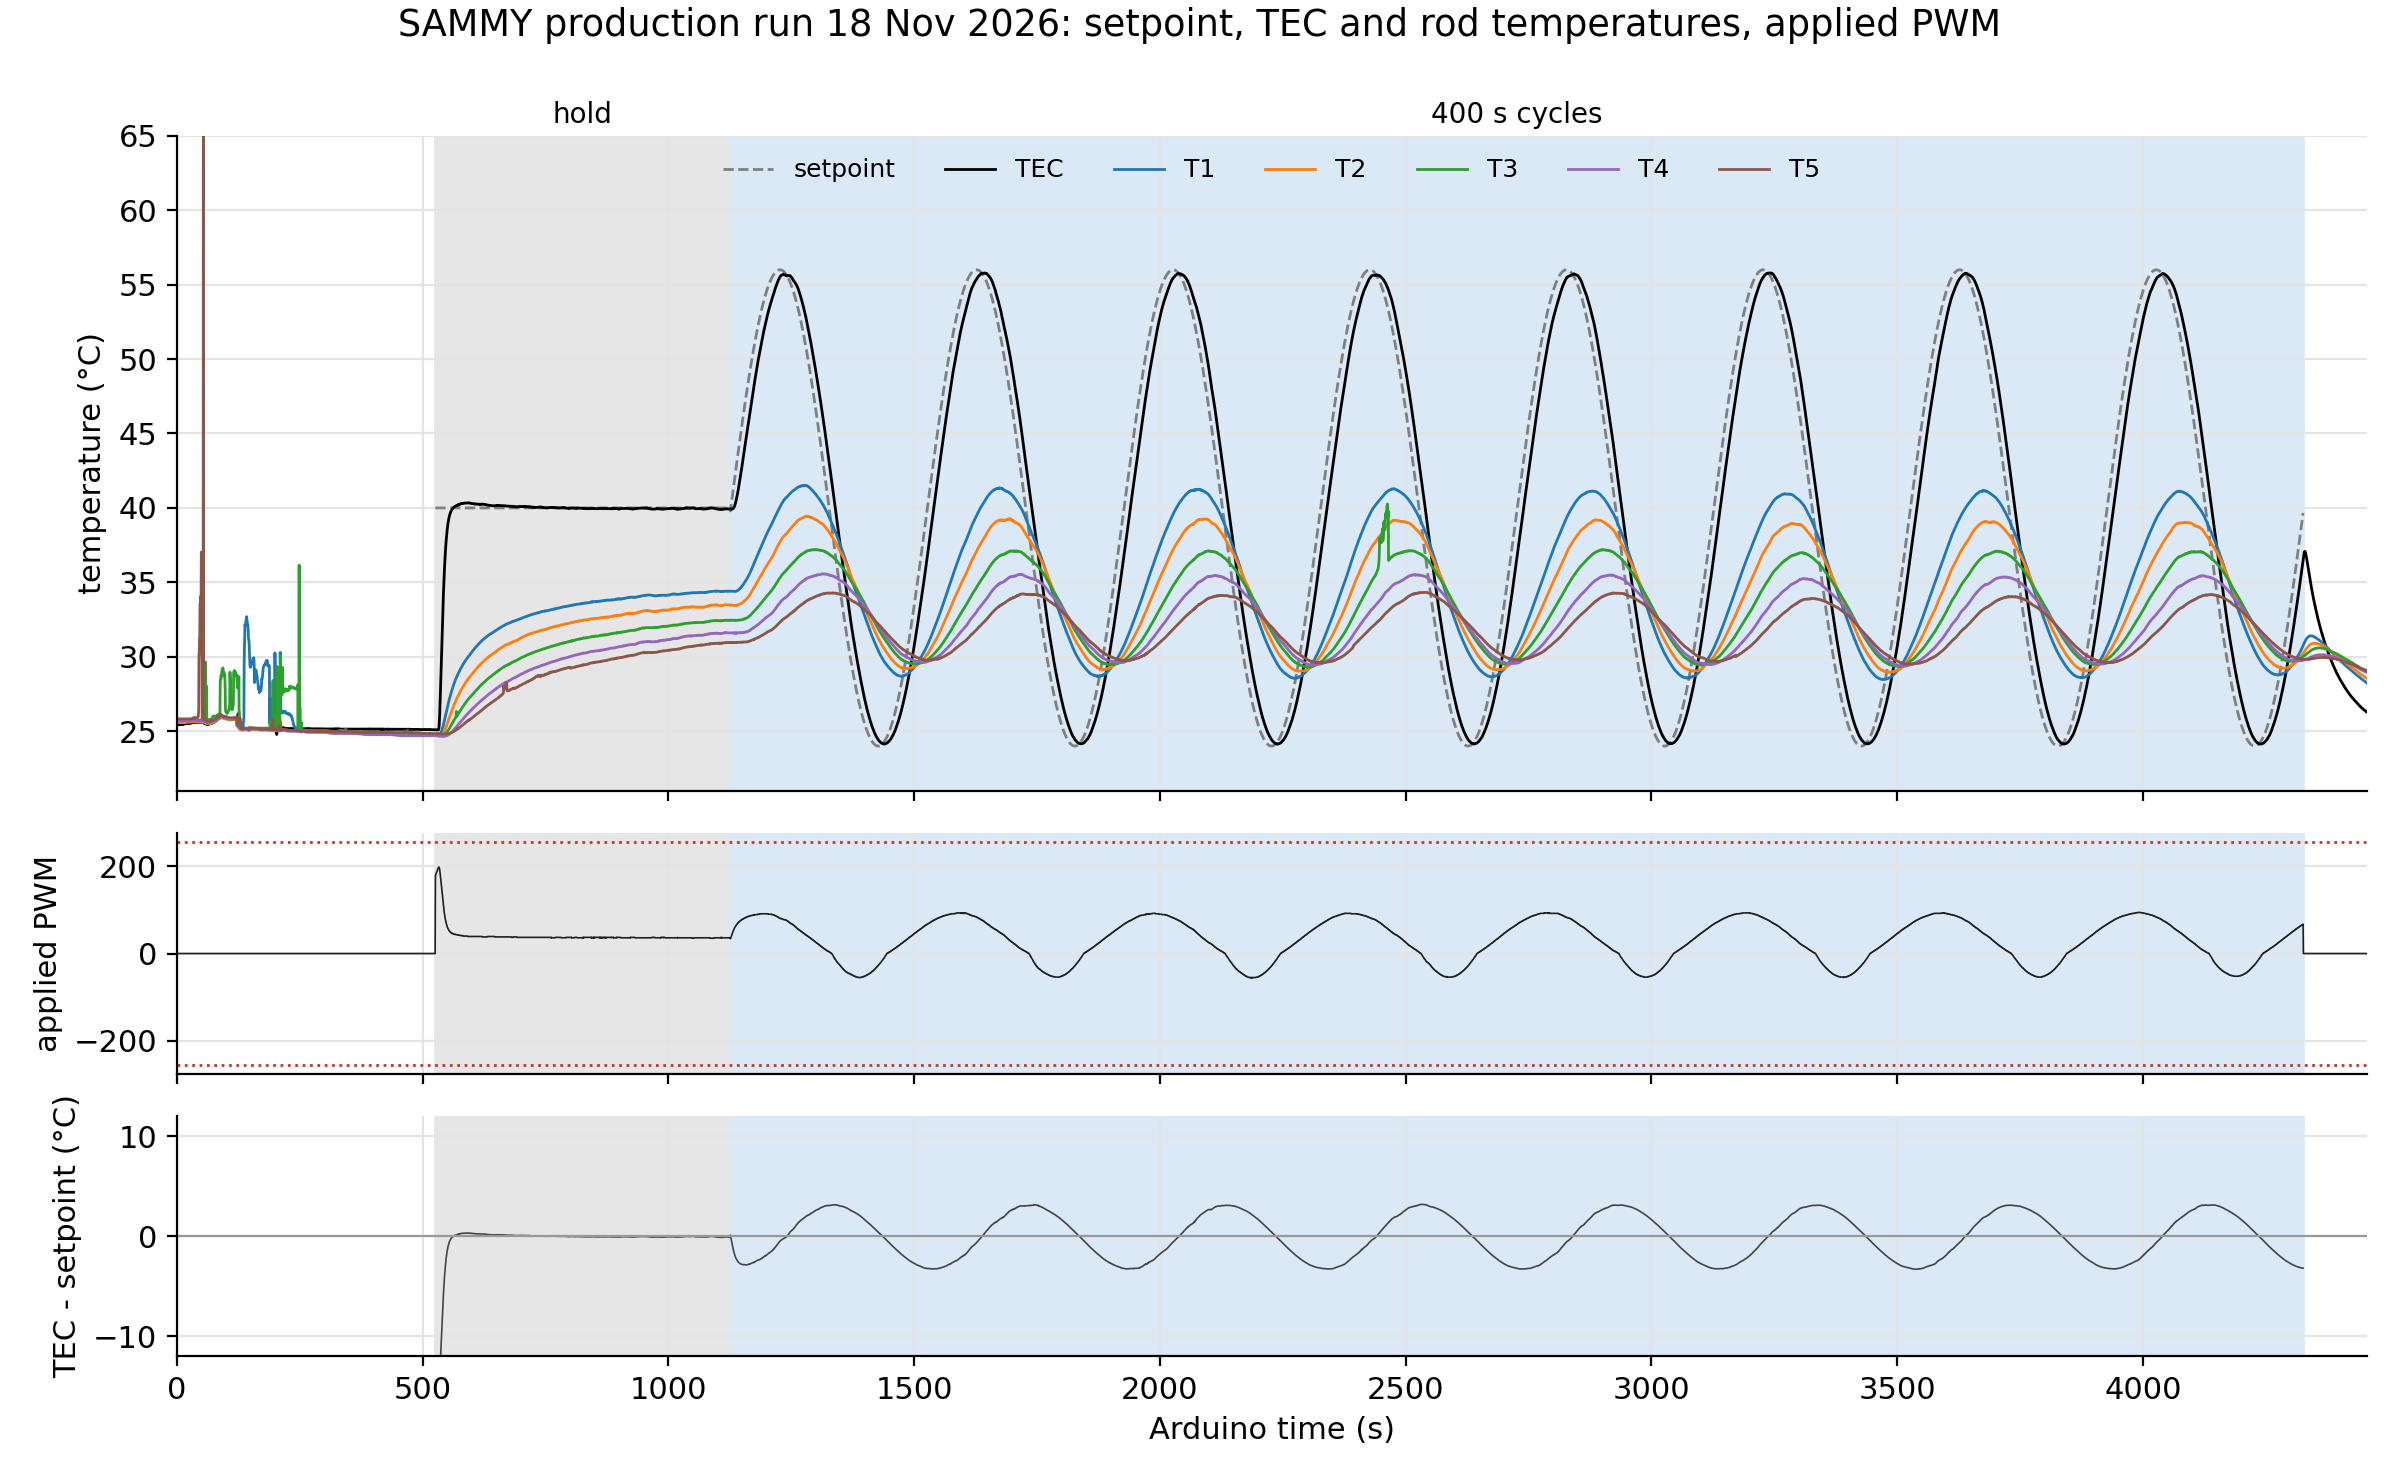 SAMMY production run 18 Nov 2026: setpoint, TEC and rod temperatures, applied PWM
hold
400 s cycles
setpoint
TEC
T1
T2
T3
T4
T5
temperature (°C)
65
60
55
50
45
40
35
30
25
applied PWM
200
0
−200
TEC - setpoint (°C)
10
0
−10
0
500
1000
1500
2000
2500
3000
3500
4000
Arduino time (s)